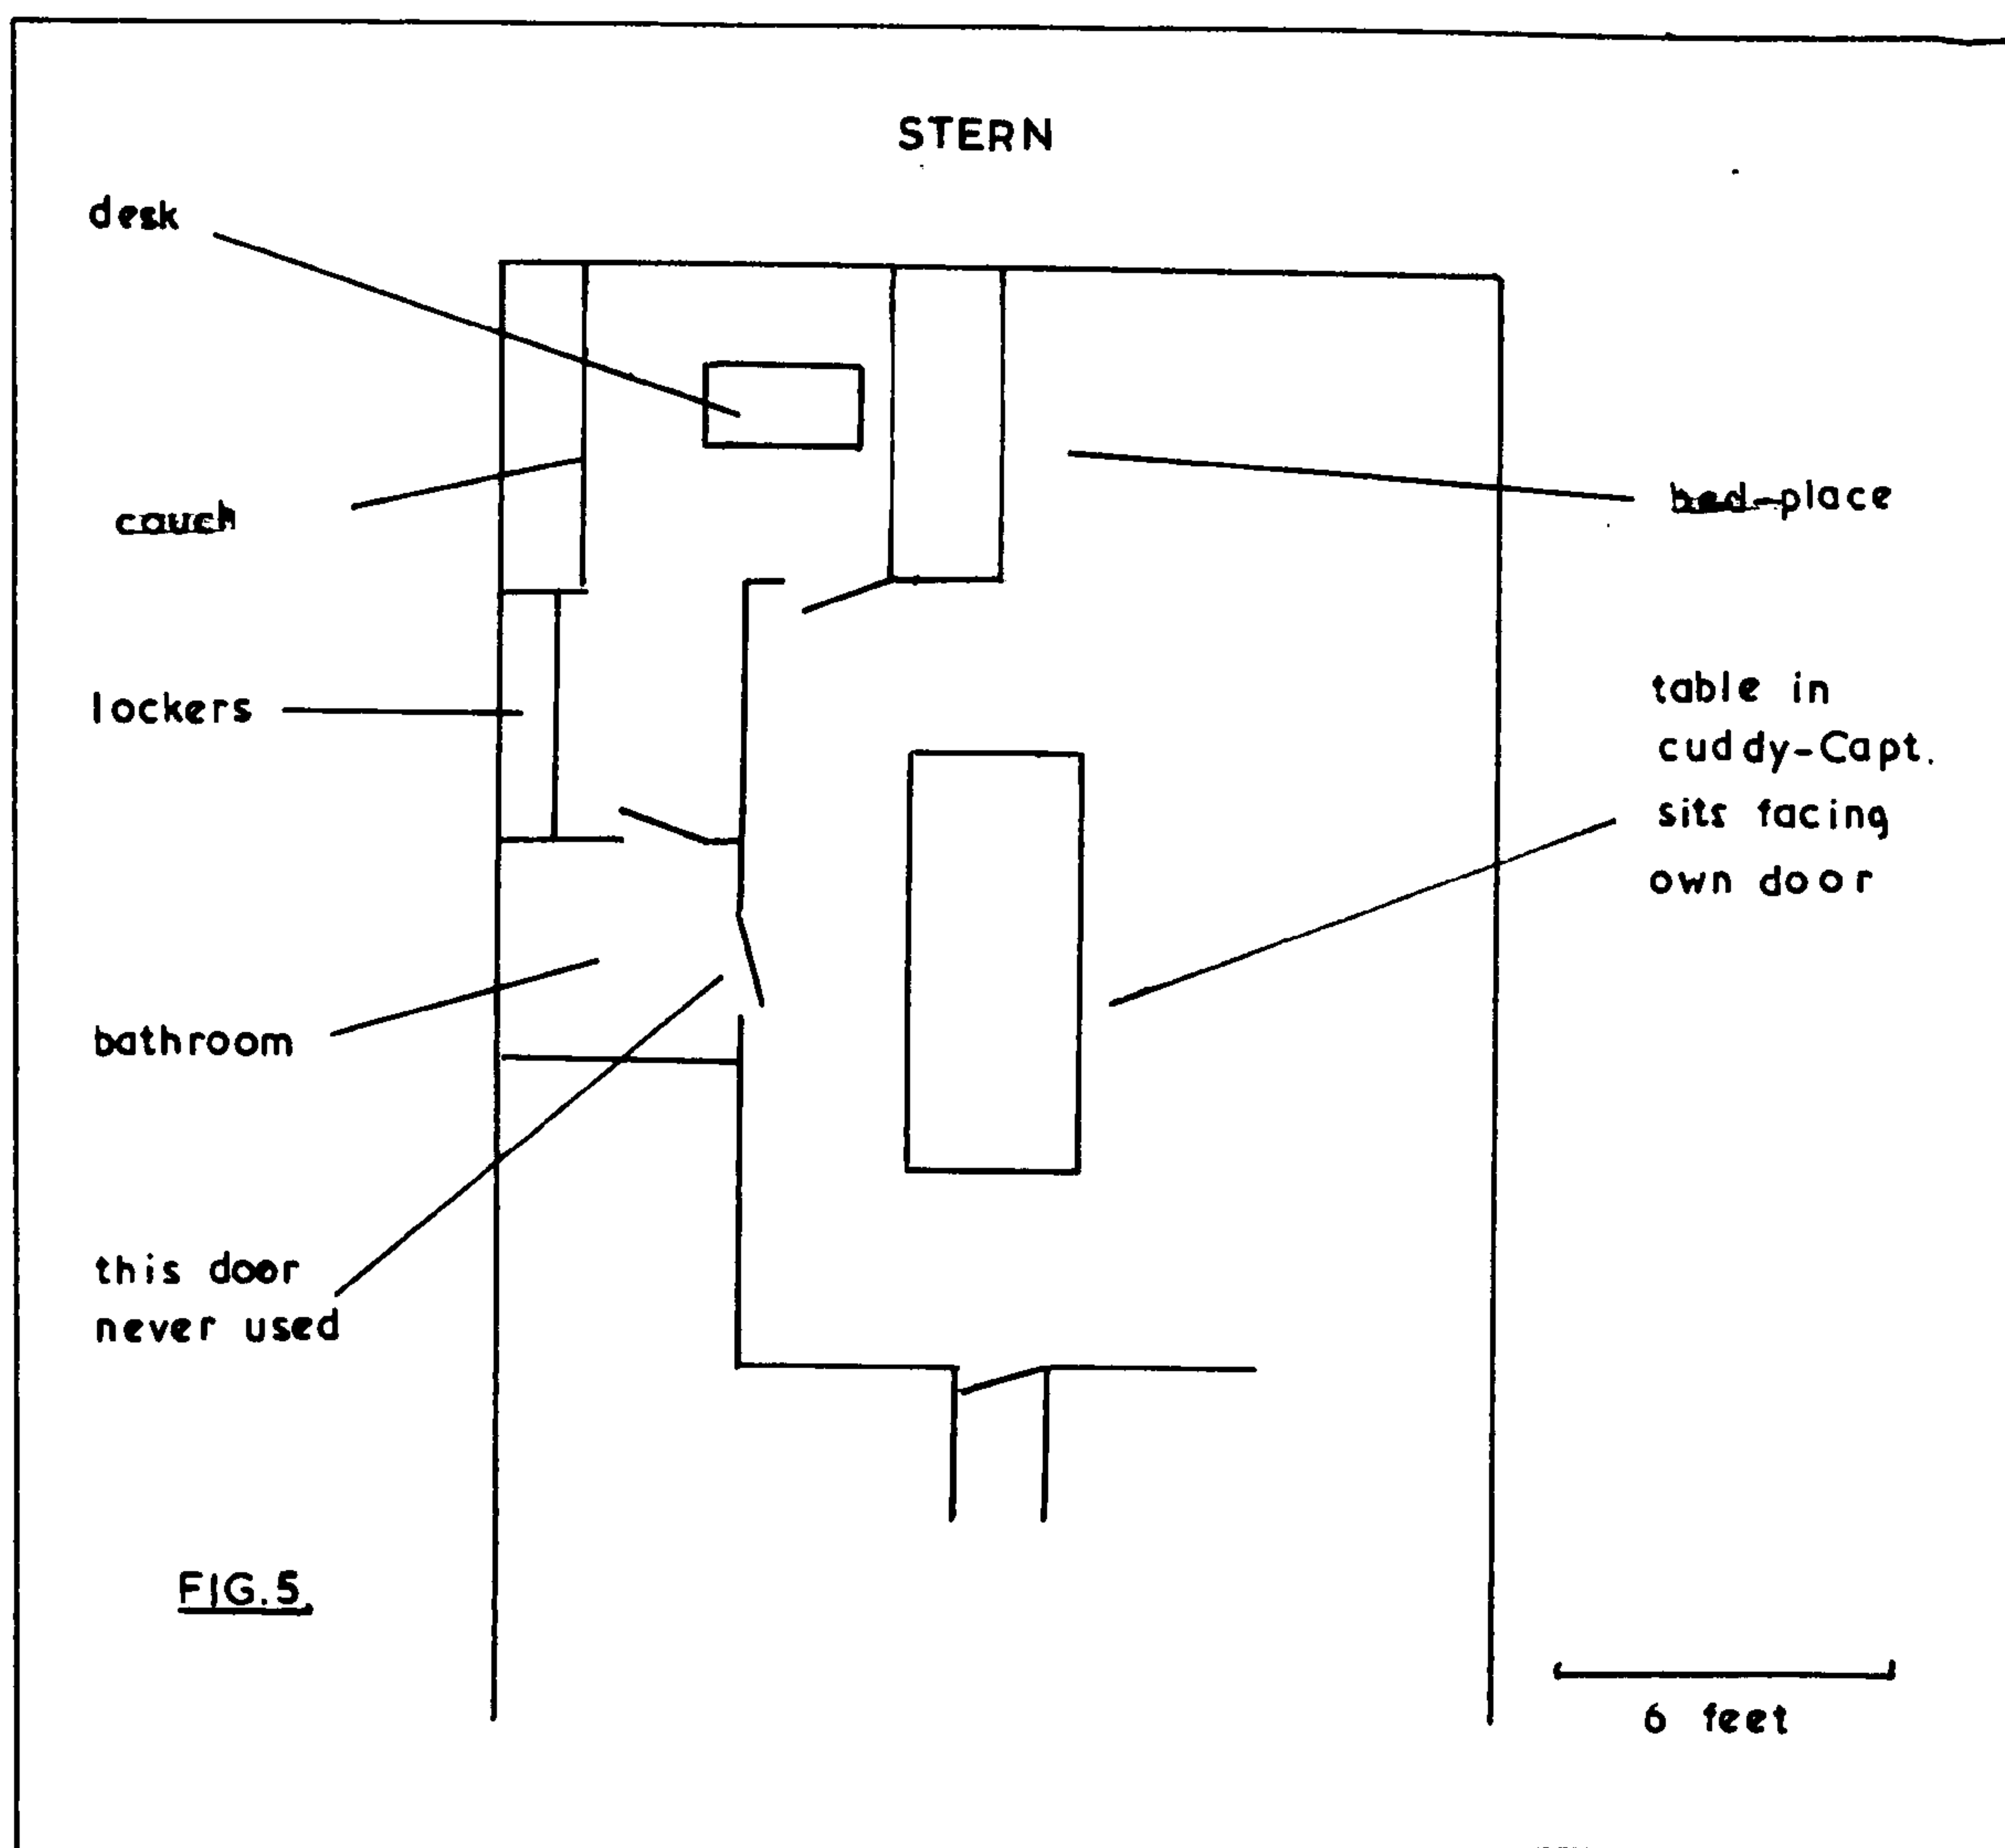 STERN
desk
couch
bed-place
lockers
table in
cuddy-Capt.
sits facing
own door
bathroom
this door
never used
FIG.5.
6 feet